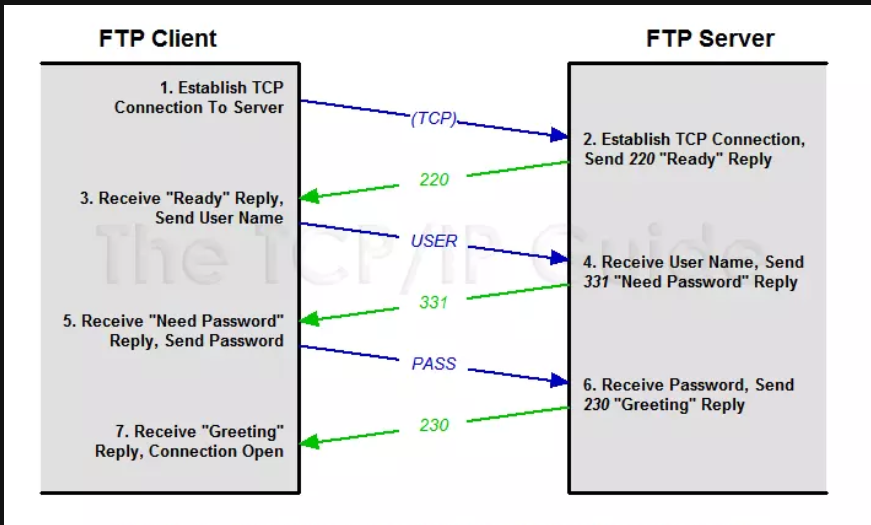 FTP Client
FTP Server
1. Establish TCP
Connection To Server
(TCP)
2. Establish TCP Connection,
Send 220 "Ready" Reply
220
3. Receive "Ready" Reply,
Send User Name
The TCP/IP Guide
USER
4. Receive User Name, Send
331 "Need Password" Reply
331
5. Receive "Need Password"
Reply, Send Password
PASS
6. Receive Password, Send
230 "Greeting" Reply
230
7. Receive "Greeting"
Reply, Connection Open